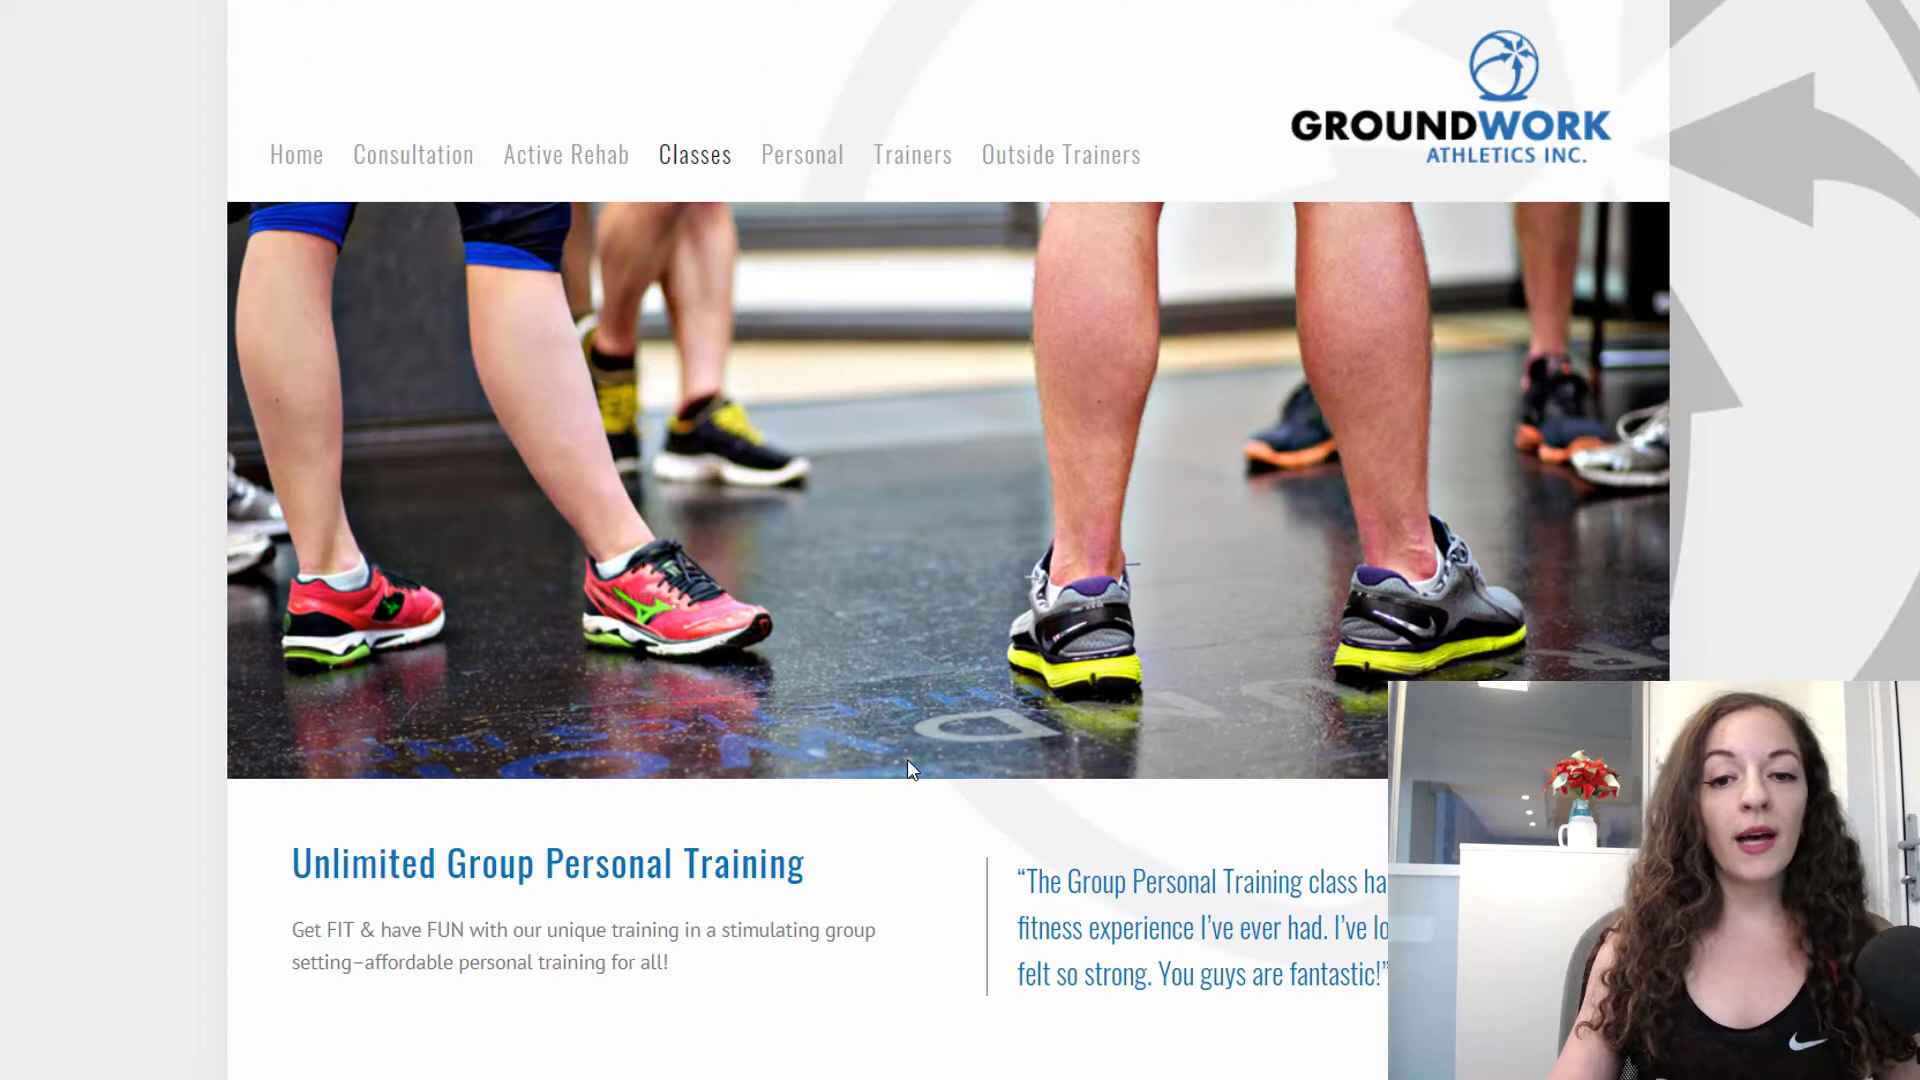 GROUNDWORK
ATHLETICS INC.
Home Consultation Active Rehab Classes Personal Trainers Outside Trainers
Unlimited Group Personal Training
Get FIT & have FUN with our unique training in a stimulating group
setting–affordable personal training for all!
“The Group Personal Training class ha
fitness experience I’ve ever had. I’ve lo
felt so strong. You guys are fantastic!”